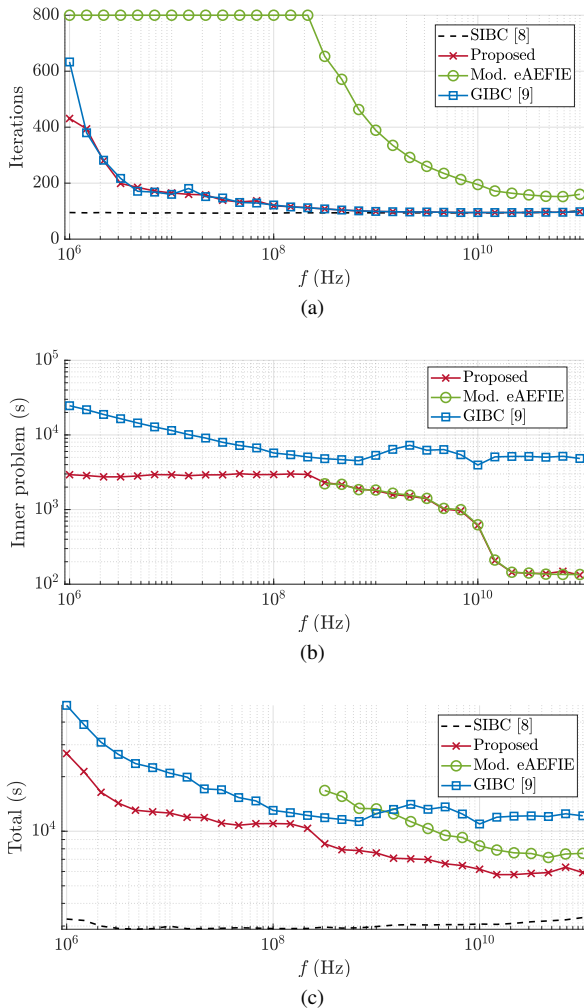 800
600
400
200
0
Iterations
SIBC [8]
Proposed
Mod. eAEFIE
GIBC [9]
10^6
10^8
10^10
f (Hz)
(a)
10^5
10^4
10^3
10^2
Inner problem (s)
Proposed
Mod. eAEFIE
GIBC [9]
10^6
10^8
10^10
f (Hz)
(b)
10^4
Total (s)
SIBC [8]
Proposed
Mod. eAEFIE
GIBC [9]
10^6
10^8
10^10
f (Hz)
(c)